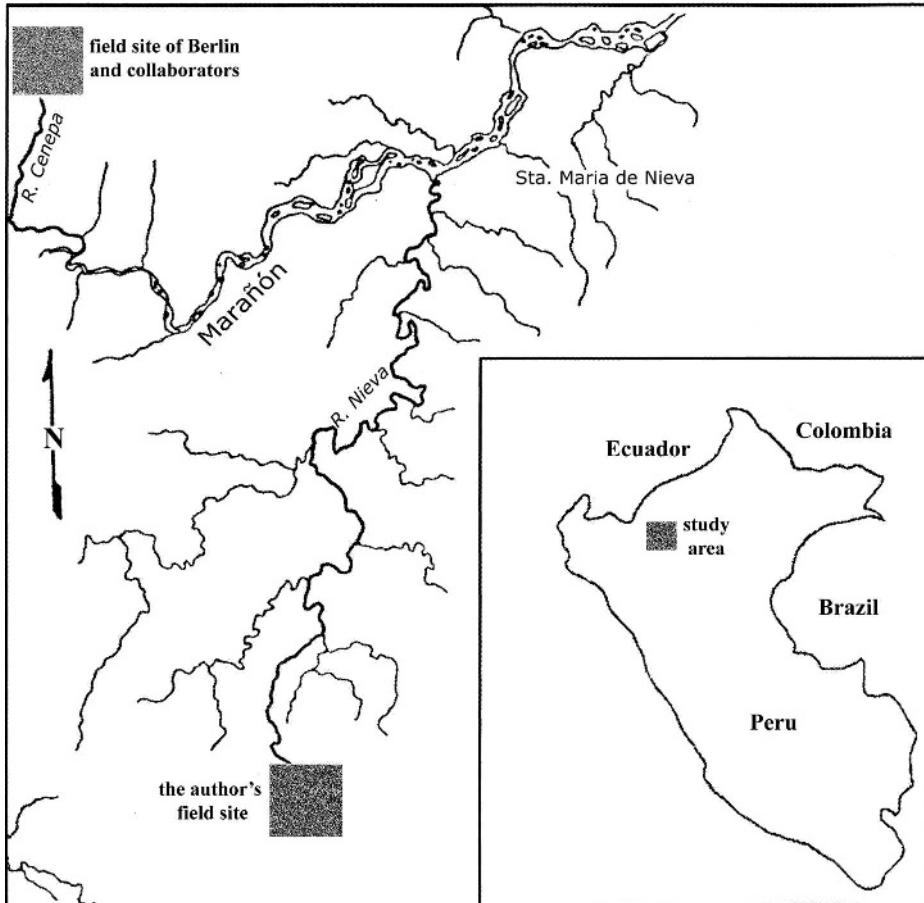 field site of Berlin
and collaborators
R. Cenepa
Sta. Maria de Nieva
Marañón
R. Nieva
N
Ecuador
Colombia
study
area
Brazil
Peru
the author's
field site